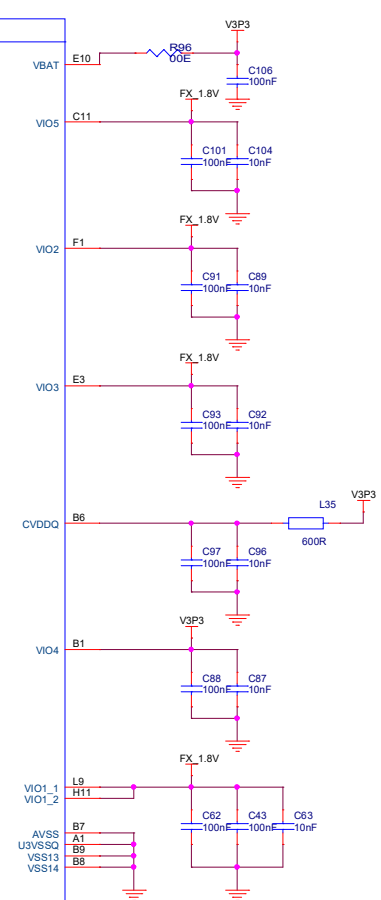 V3P3
R96
00E
VBAT E10
C106
100nF
FX_1.8V
VIO5 C11
C101 C104
100nF 10nF
FX_1.8V
VIO2 F1
C91 C89
100nF 10nF
FX_1.8V
VIO3 E3
C93 C92
100nF 10nF
V3P3
L35
CVDDQ B6
600R
C97 C96
100nF 10nF
V3P3
VIO4 B1
C88 C87
100nF 10nF
FX_1.8V
VIO1_1 L9
VIO1_2 H11
C62 C43 C63
100nF 100nF 10nF
AVSS B7
U3VSSQ A1
VSS13 B9
VSS14 B8